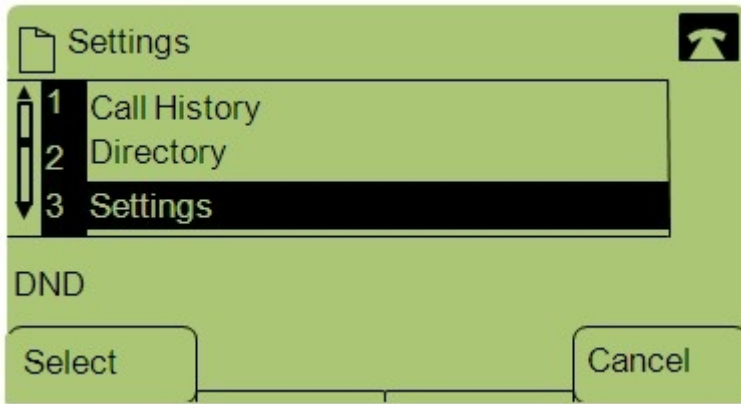 Settings
1 Call History
2 Directory
3 Settings
DND
Select Cancel